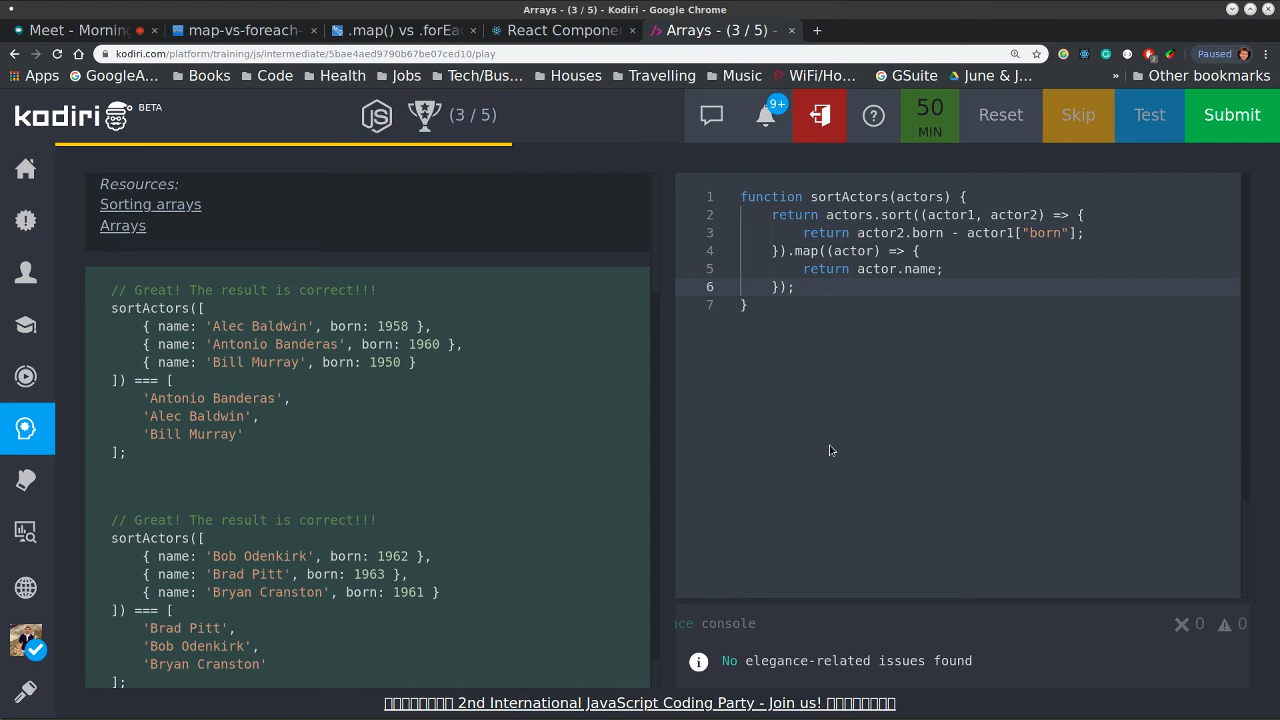 Arrays - (3 / 5) - Kodiri - Google Chrome
Meet - Mornin
map-vs-foreach-
.map() vs .forEa
React Componen
Arrays - (3 / 5) -
kodiri.com/platform/training/js/intermediate/5bae4aed9790b67be07ced10/play
2
Paused
Apps
GoogleA...
Books
Code
Health
Jobs
Tech/Bus...
Houses
Travelling
Music
WiFi/Ho...
GSuite
June & J...
»
Other bookmarks
kodiri BETA
JS
(3 / 5)
9+
?
50 MIN
Reset
Skip
Test
Submit
Resources:
Sorting arrays
Arrays
// Great! The result is correct!!!
sortActors([
{ name: 'Alec Baldwin', born: 1958 },
{ name: 'Antonio Banderas', born: 1960 },
{ name: 'Bill Murray', born: 1950 }
]) === [
'Antonio Banderas',
'Alec Baldwin',
'Bill Murray'
];
// Great! The result is correct!!!
sortActors([
{ name: 'Bob Odenkirk', born: 1962 },
{ name: 'Brad Pitt', born: 1963 },
{ name: 'Bryan Cranston', born: 1961 }
]) === [
'Brad Pitt',
'Bob Odenkirk',
'Bryan Cranston'
];
1 function sortActors(actors) {
2 return actors.sort((actor1, actor2) => {
3 return actor2.born - actor1["born"];
4 }).map((actor) => {
5 return actor.name;
6 });
7 }
ce console
0
0
No elegance-related issues found
2nd International JavaScript Coding Party - Join us!